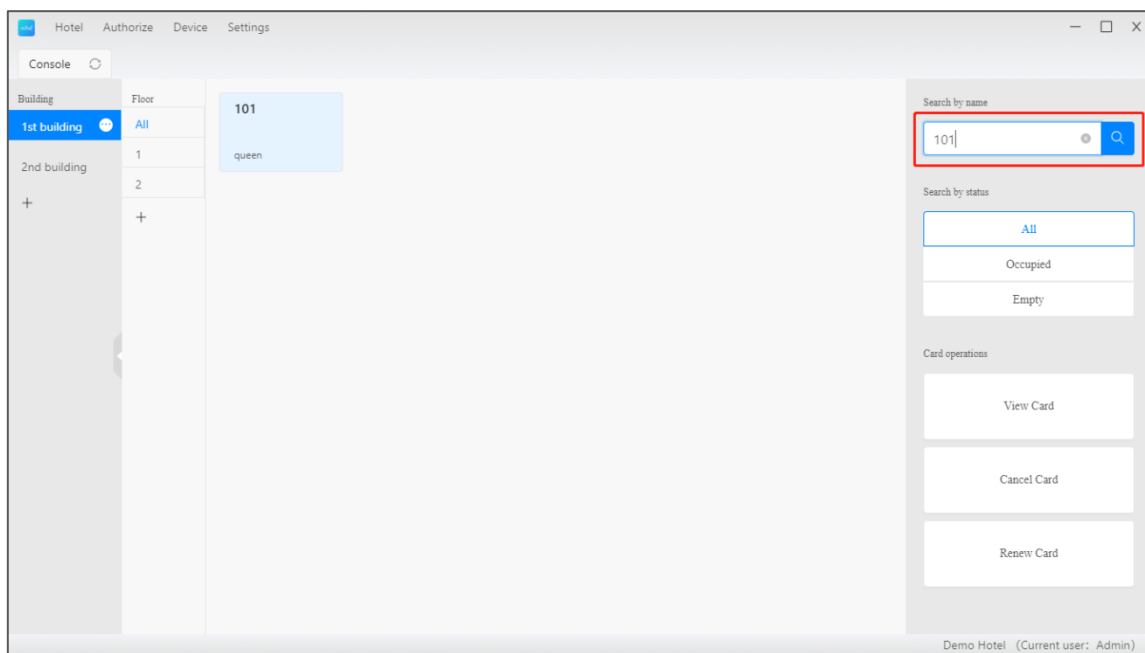 Hotel Authorize Device Settings
Console
Building
1st building
2nd building
+
Floor
All
1
2
+
101
queen
Search by name
101
Search by status
All
Occupied
Empty
Card operations
View Card
Cancel Card
Renew Card
Demo Hotel (Current user: Admin)